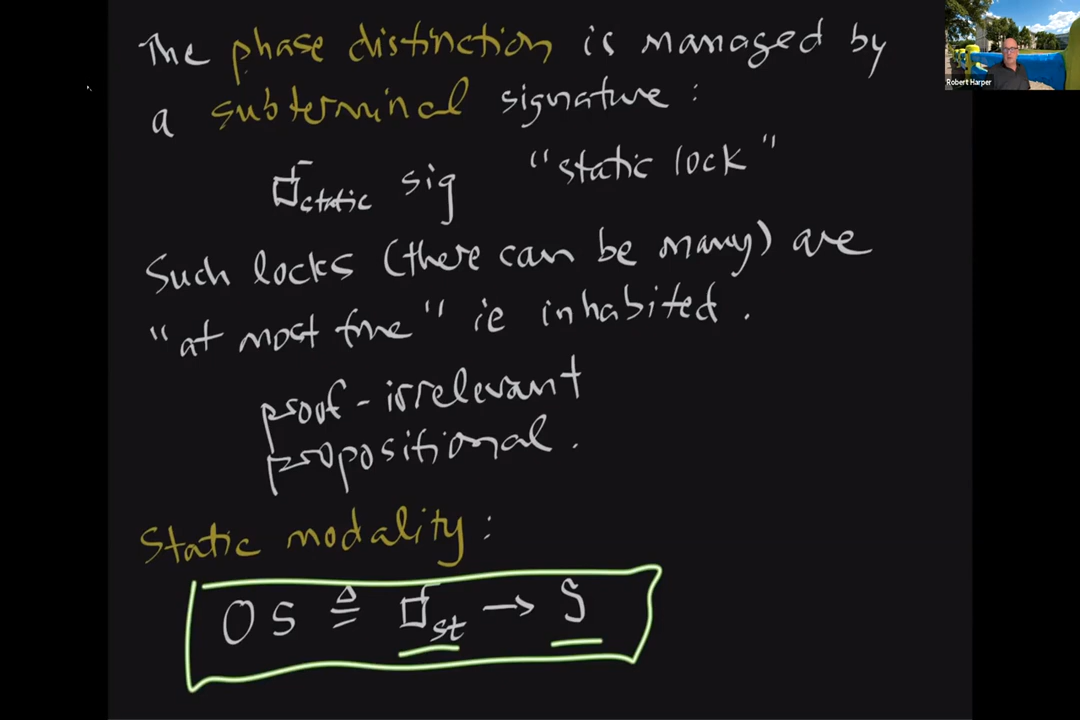 The phase distinction is managed by
a subterminal signature:
static sig "static lock"
Such locks (there can be many) are
"at most true" ie inhabited.
proof-irrelevant
propositional.
Static modality:
O S ≜ st → S
Robert Harper